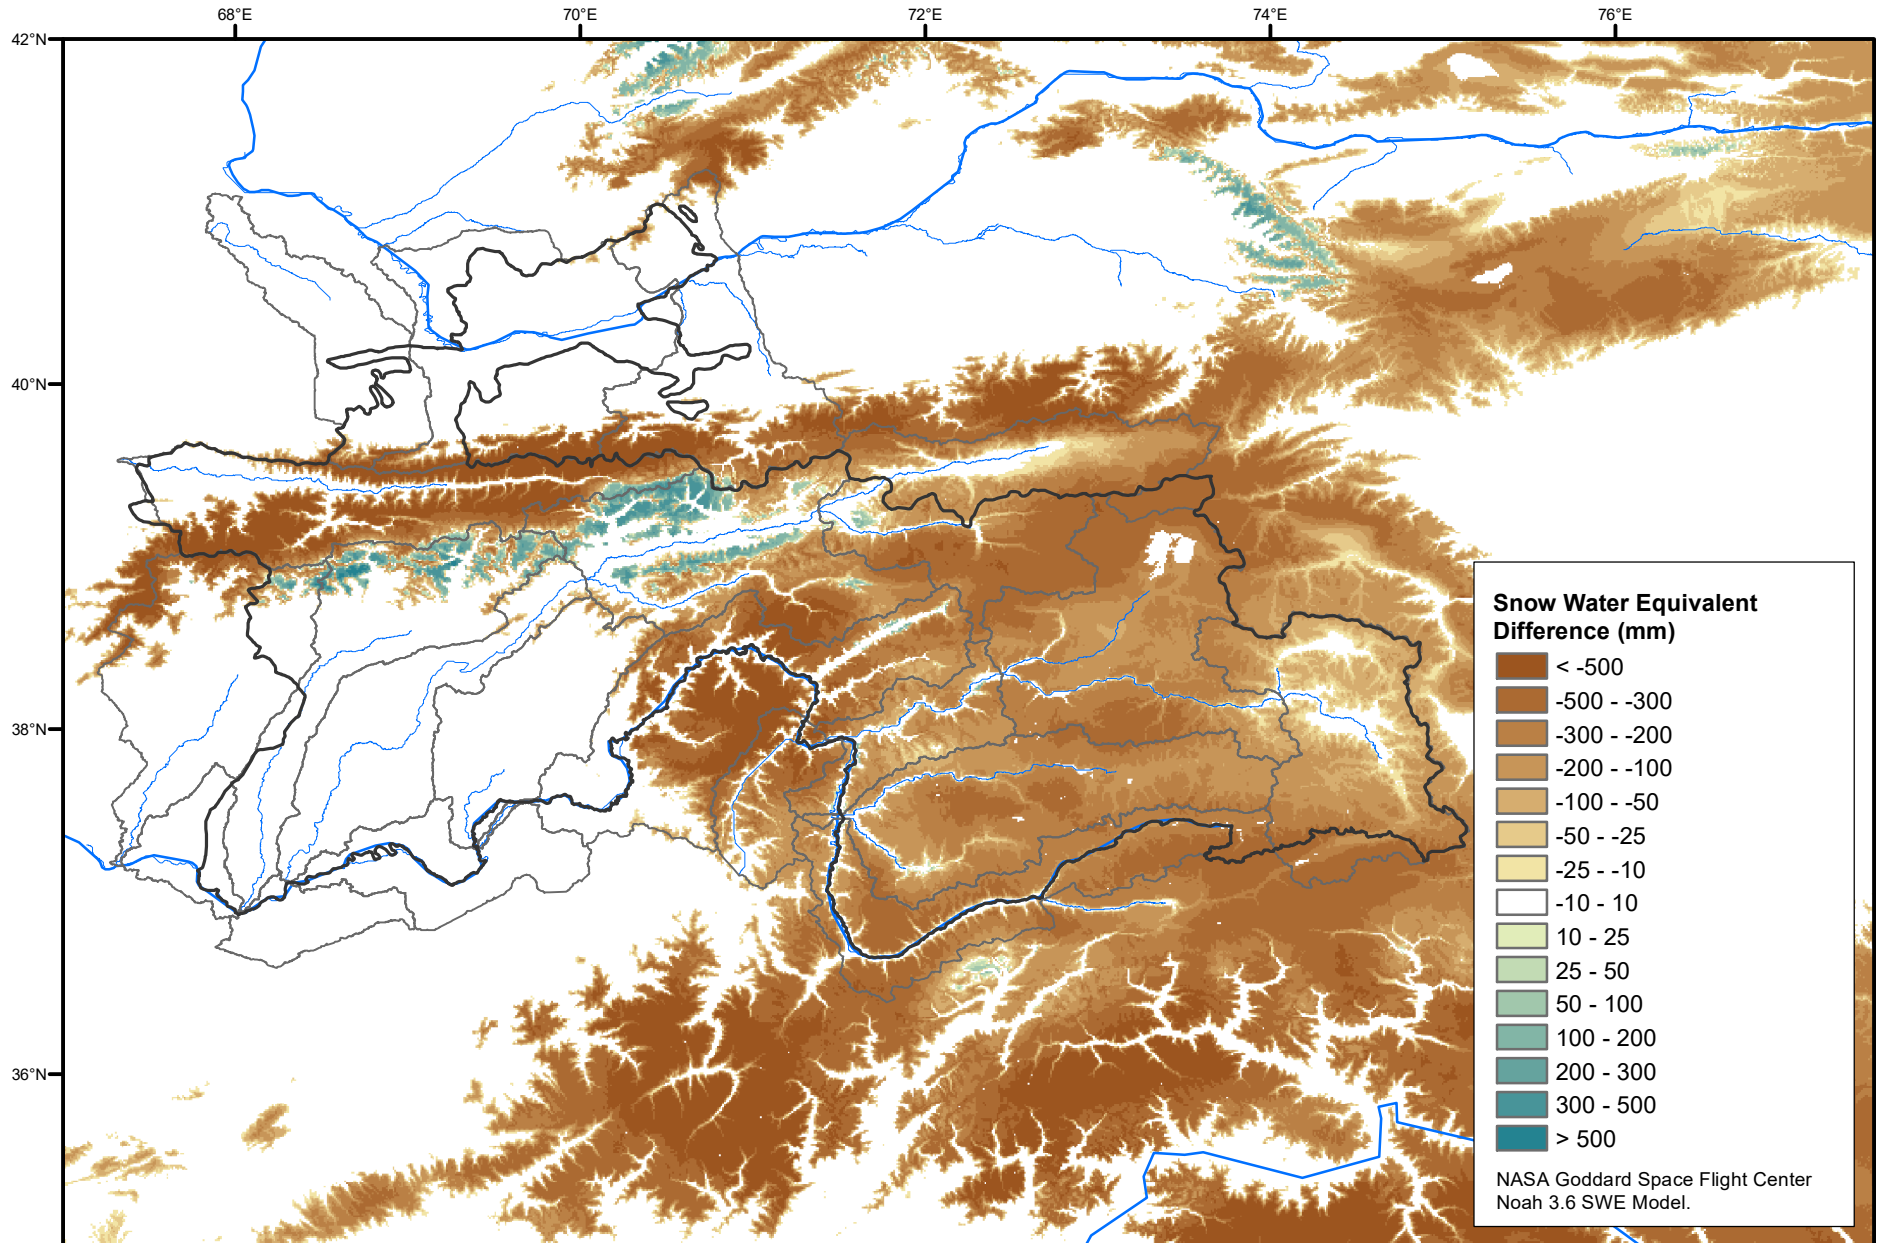 68°E
70°E
72°E
74°E
76°E
42°N
40°N
38°N
36°N
Snow Water Equivalent
Difference (mm)
< -500
-500 - -300
-300 - -200
-200 - -100
-100 - -50
-50 - -25
-25 - -10
-10 - 10
10 - 25
25 - 50
50 - 100
100 - 200
200 - 300
300 - 500
> 500
NASA Goddard Space Flight Center
Noah 3.6 SWE Model.